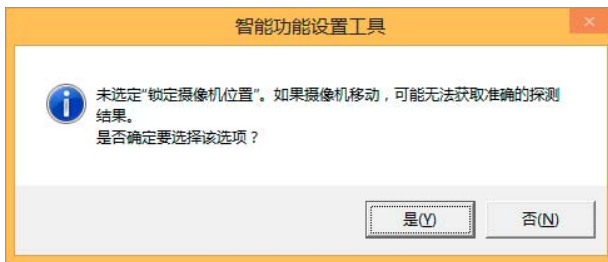 智能功能设置工具
未选定“锁定摄像机位置”。如果摄像机移动，可能无法获取准确的探测
结果。
是否确定要选择该选项？
是(Y)
否(N)